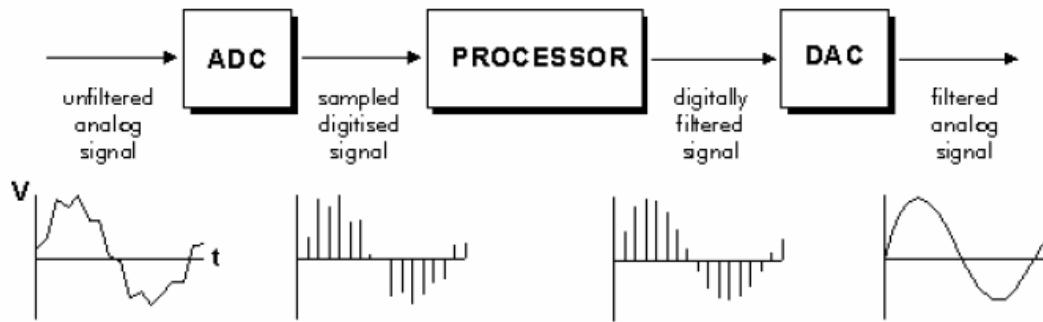 ADC
PROCESSOR
DAC
unfiltered
analog
signal
sampled
digitised
signal
digitally
filtered
signal
filtered
analog
signal
V
t